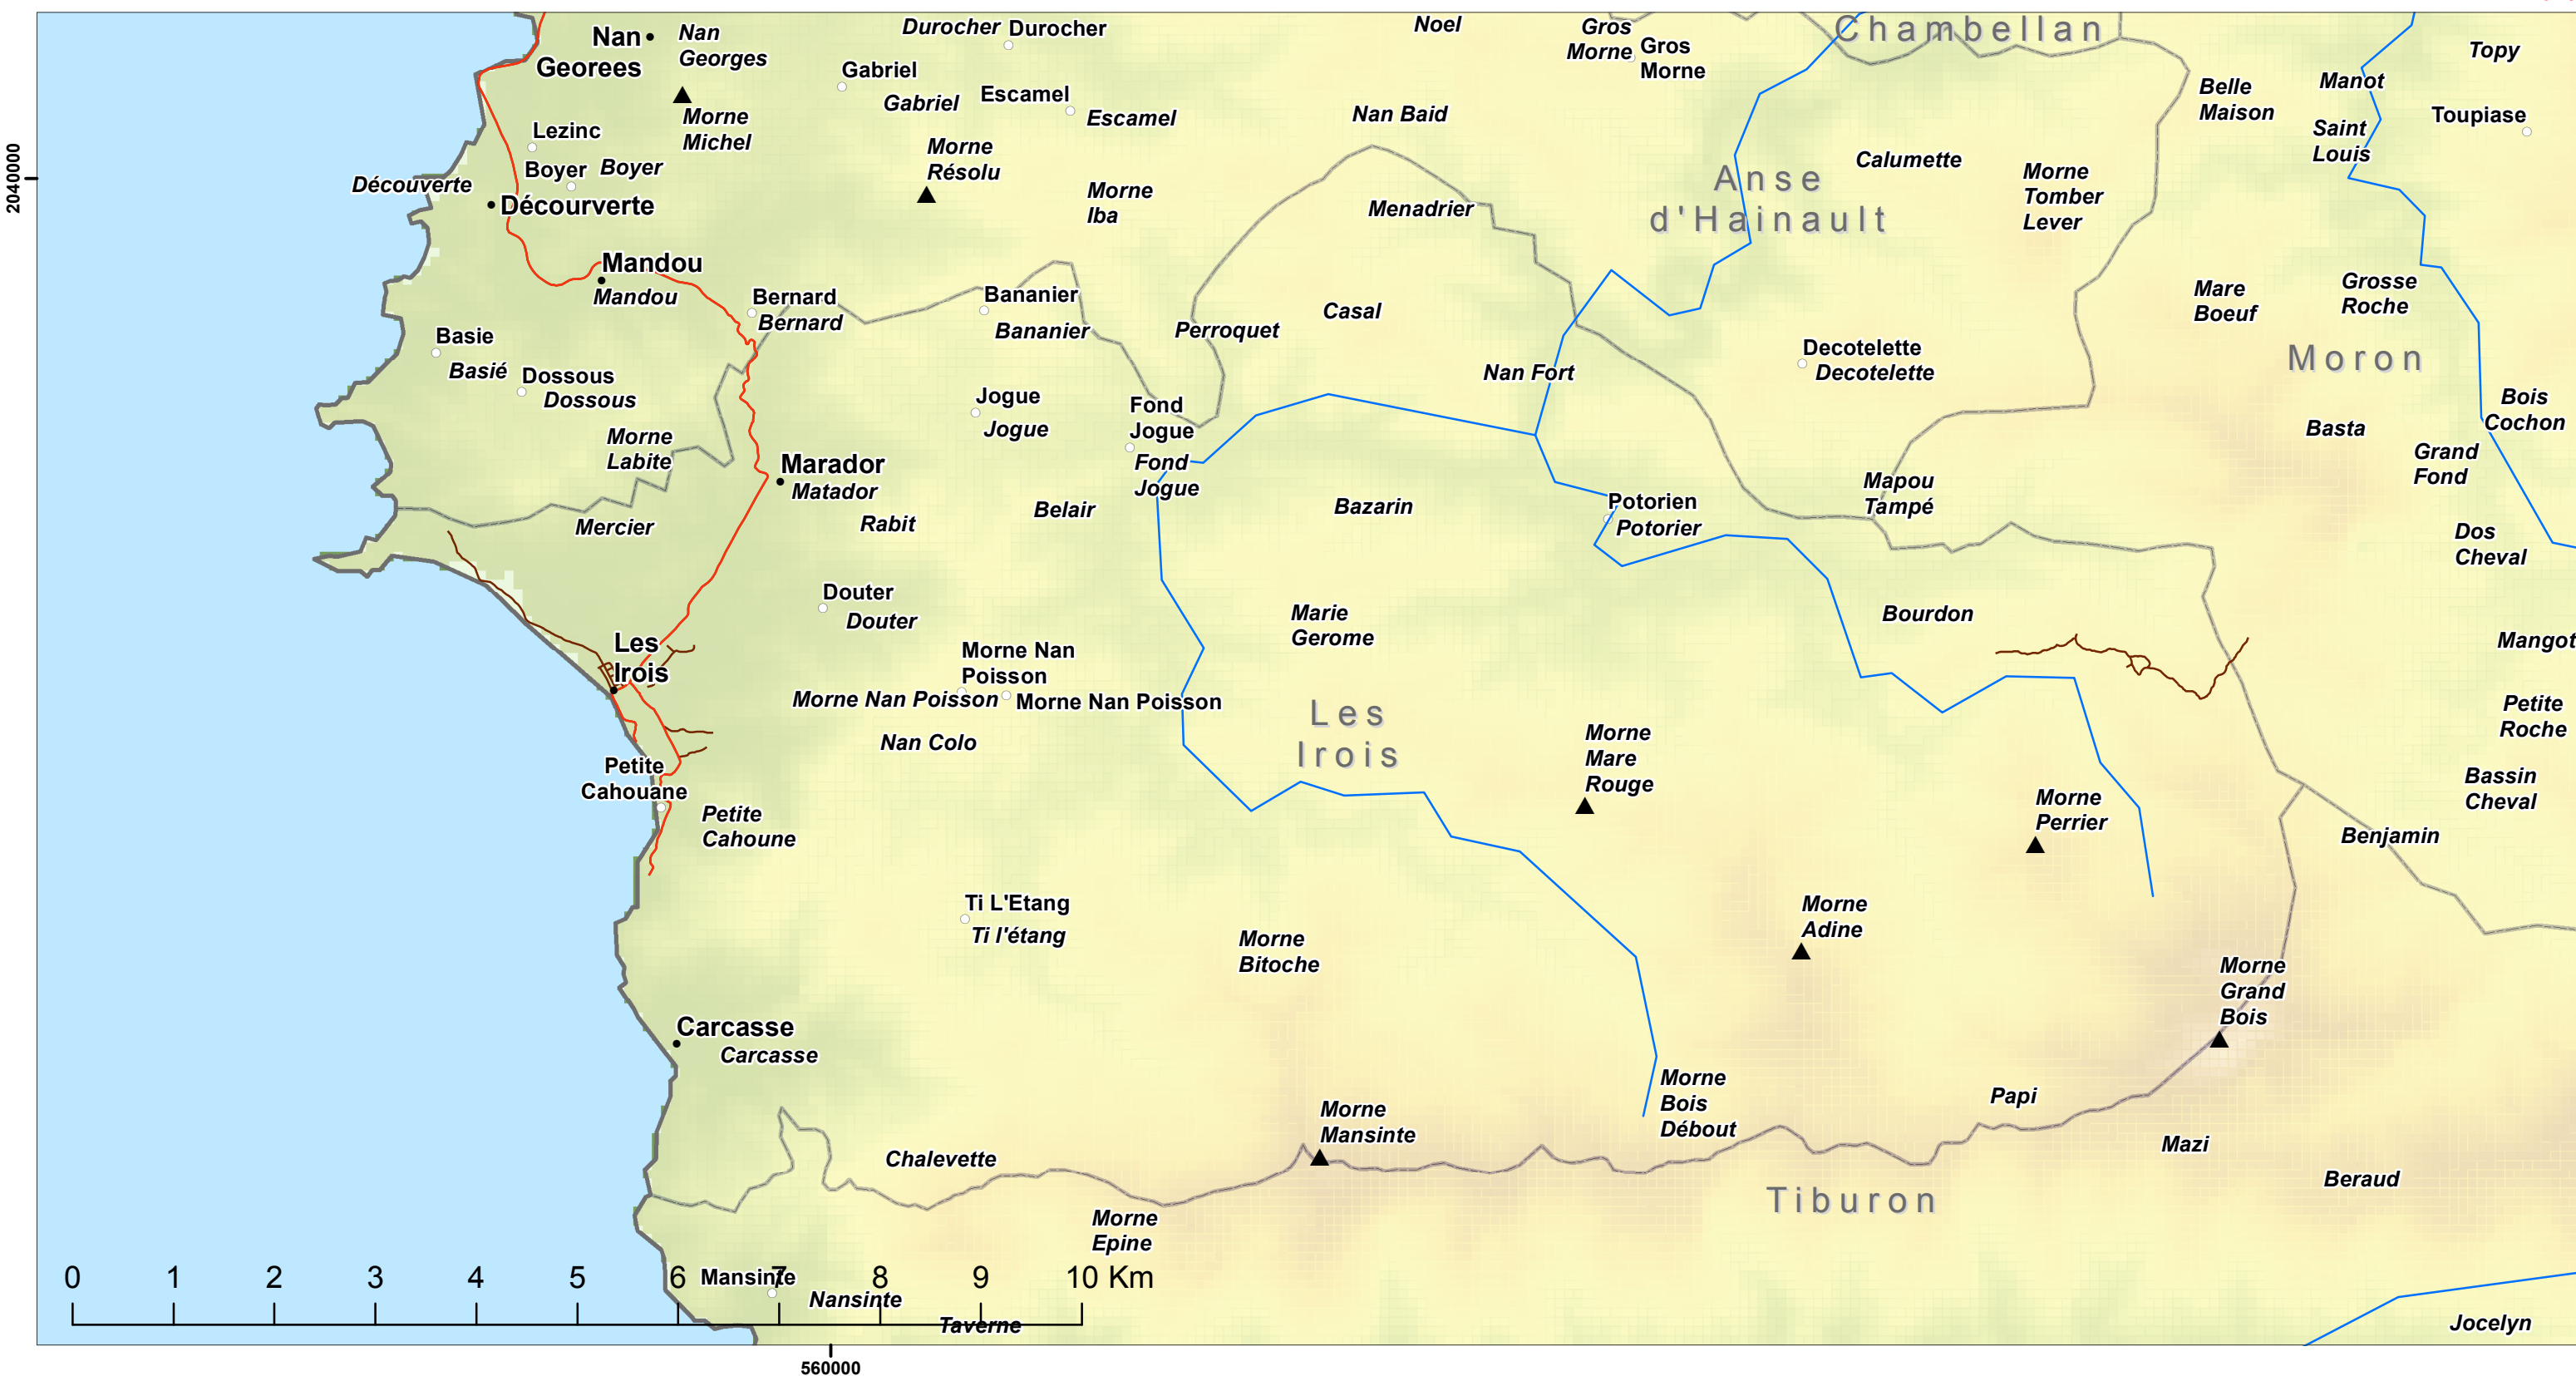 Nan
Georees
Nan
Georges
Durocher
Durocher
Noel
Gros
Morne
Gros
Morne
Chambellan
Topy
Gabriel
Gabriel
Escamel
Escamel
Morne
Michel
Nan Baid
Belle
Maison
Manot
Toupiase
Saint
Louis
Lezinc
Boyer
Boyer
Découverte
Décourverte
2040000
Morne
Résolu
Morne
Iba
Menadrier
Anse
d'Hainault
Calumette
Morne
Tomber
Lever
Mandou
Mandou
Bernard
Bernard
Bananier
Bananier
Perroquet
Casal
Mare
Boeuf
Grosse
Roche
Moron
Basie
Basié
Dossous
Dossous
Nan Fort
Decotelette
Decotelette
Jogue
Jogue
Fond
Jogue
Fond
Jogue
Bois
Cochon
Basta
Grand
Fond
Morne
Labite
Marador
Matador
Rabit
Belair
Bazarin
Potorien
Potorier
Mapou
Tampé
Dos
Cheval
Mercier
Douter
Douter
Marie
Gerome
Bourdon
Mangot
Les
Irois
Morne Nan
Poisson
Morne Nan Poisson
Morne Nan Poisson
Nan Colo
Les
Irois
Morne
Mare
Rouge
Petite
Roche
Petite
Cahouane
Petite
Cahoune
Morne
Perrier
Bassin
Cheval
Benjamin
Ti L'Etang
Ti l'étang
Morne
Bitoche
Morne
Adine
Morne
Grand
Bois
Carcasse
Carcasse
Morne
Bois
Débout
Papi
Morne
Mansinte
Mazi
Chalevette
Beraud
Tiburon
Morne
Epine
0 1 2 3 4 5 6 7 8 9 10 Km
Mansinte
Nansinte
Taverne
Jocelyn
560000